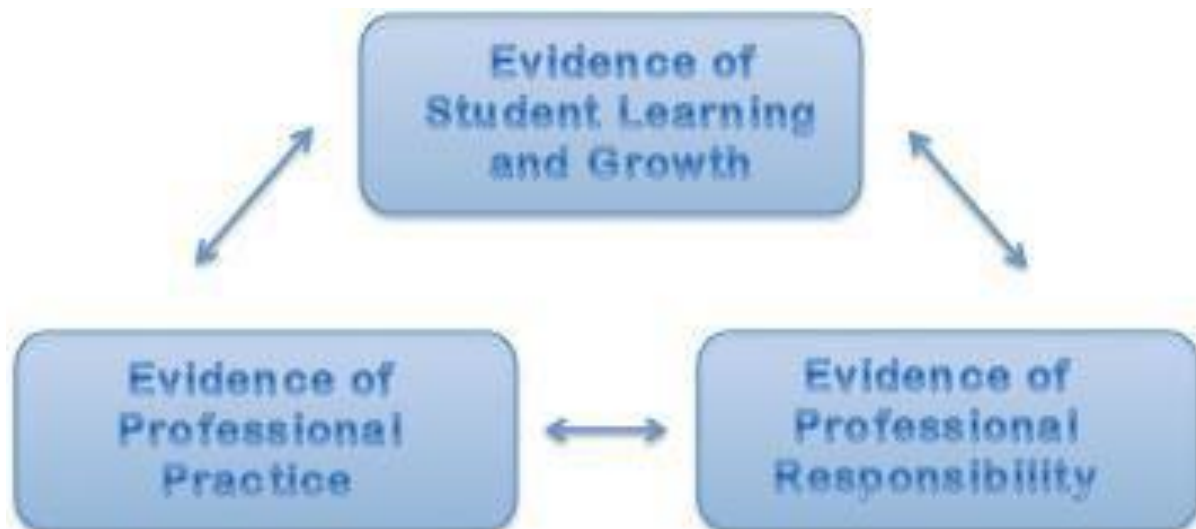 Evidence of
Student Learning
and Growth
Evidence of
Professional
Practice
Evidence of
Professional
Responsibility